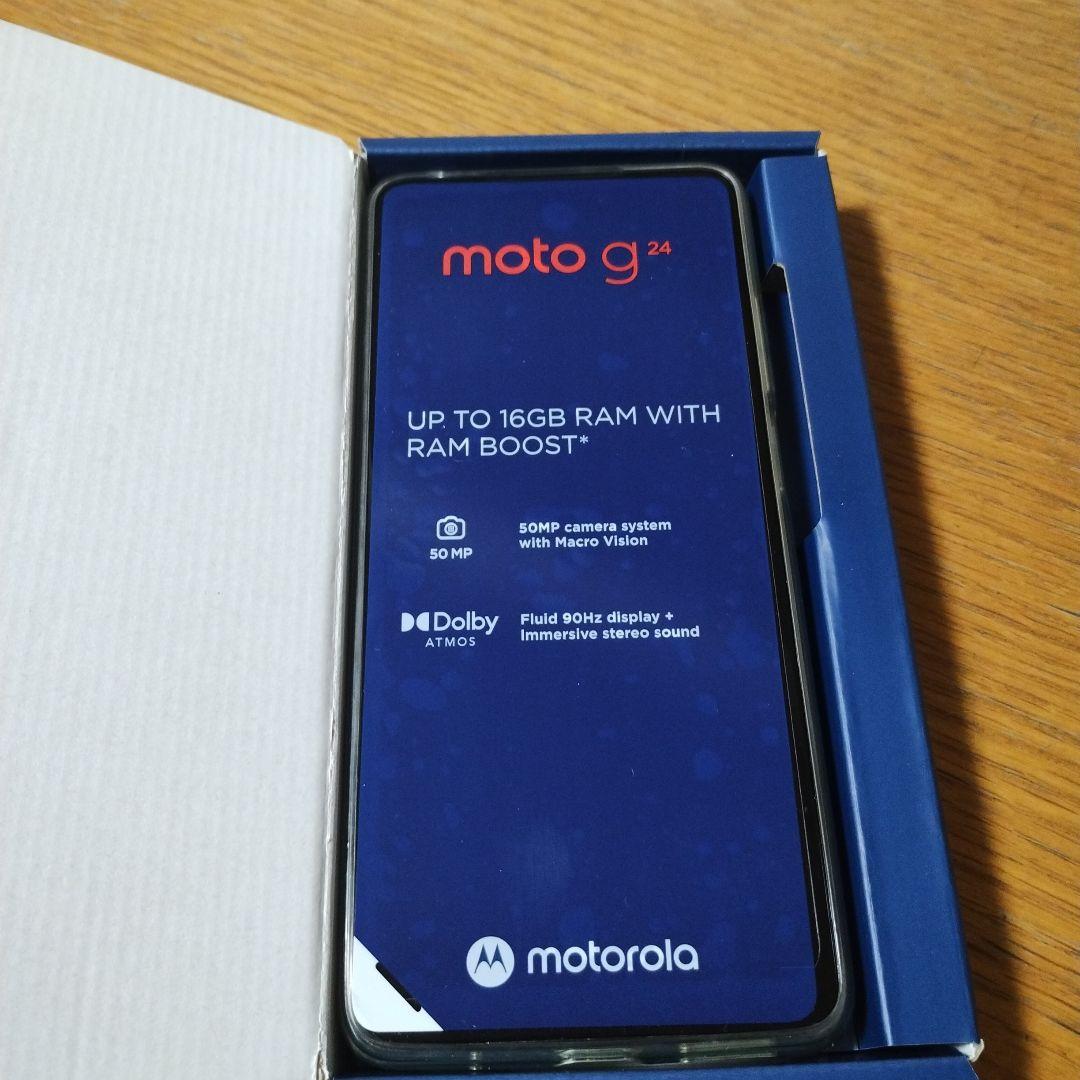 moto g 24
UP TO 16GB RAM WITH
RAM BOOST*
50 MP
50MP camera system
with Macro Vision
Dolby
ATMOS
Fluid 90Hz display +
Immersive stereo sound
motorola